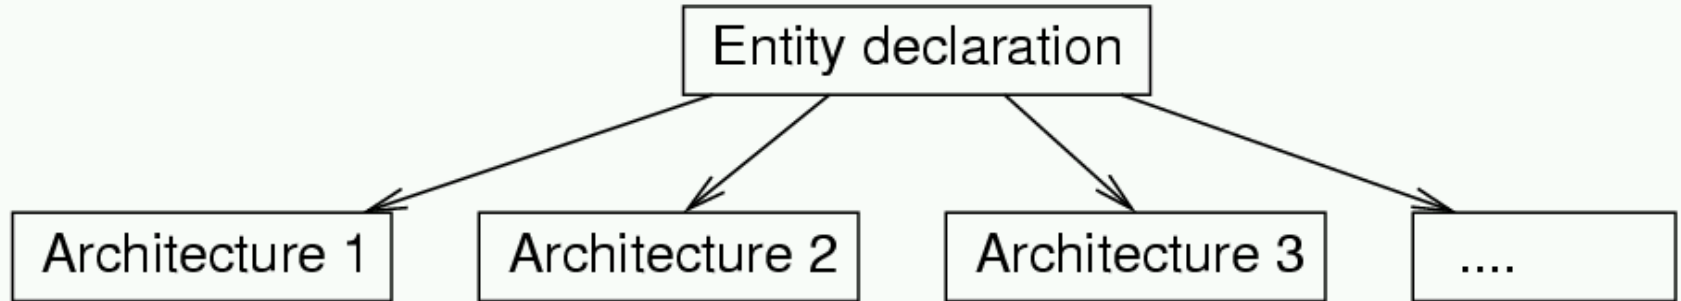 Entity declaration
Architecture 1
Architecture 2
Architecture 3
....